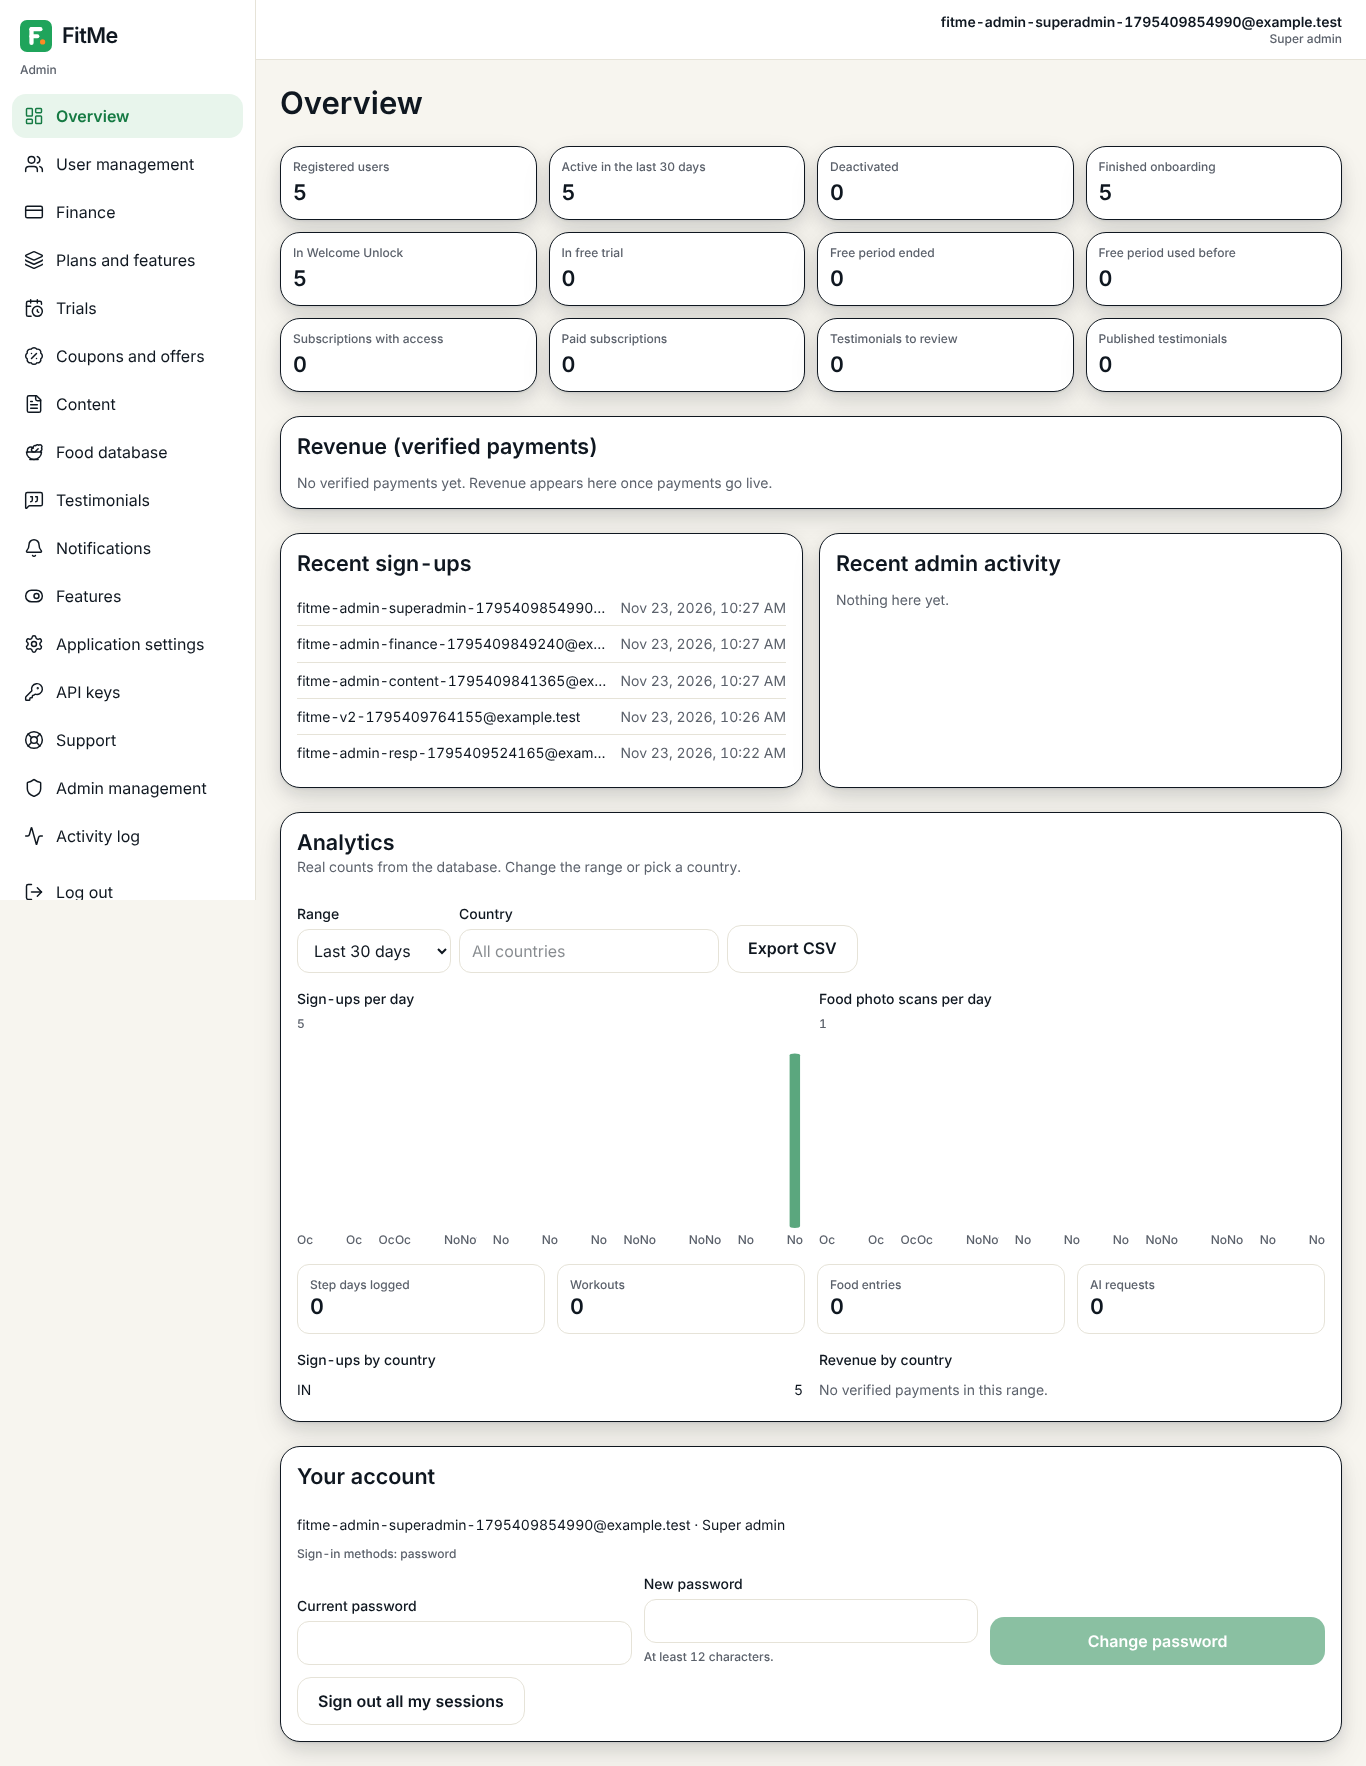 FitMe
Admin
Overview
User management
Finance
Plans and features
Trials
Coupons and offers
Content
Food database
Testimonials
Notifications
Features
Application settings
API keys
Support
Admin management
Activity log
Log out
fitme-admin-superadmin-1795409854990@example.test
Super admin
Overview
Registered users
5
Active in the last 30 days
5
Deactivated
0
Finished onboarding
5
In Welcome Unlock
5
In free trial
0
Free period ended
0
Free period used before
0
Subscriptions with access
0
Paid subscriptions
0
Testimonials to review
0
Published testimonials
0
Revenue (verified payments)
No verified payments yet. Revenue appears here once payments go live.
Recent sign-ups
fitme-admin-superadmin-1795409854990... Nov 23, 2026, 10:27 AM
fitme-admin-finance-1795409849240@ex... Nov 23, 2026, 10:27 AM
fitme-admin-content-1795409841365@ex... Nov 23, 2026, 10:27 AM
fitme-v2-1795409764155@example.test Nov 23, 2026, 10:26 AM
fitme-admin-resp-1795409524165@exam... Nov 23, 2026, 10:22 AM
Recent admin activity
Nothing here yet.
Analytics
Real counts from the database. Change the range or pick a country.
Range
Last 30 days
Country
All countries
Export CSV
Sign-ups per day
5
Oc Oc OcOc NoNo No No No NoNo NoNo No No
Food photo scans per day
1
Oc Oc OcOc NoNo No No No NoNo NoNo No No
Step days logged
0
Workouts
0
Food entries
0
AI requests
0
Sign-ups by country
IN 5
Revenue by country
No verified payments in this range.
Your account
fitme-admin-superadmin-1795409854990@example.test · Super admin
Sign-in methods: password
Current password
New password
At least 12 characters.
Change password
Sign out all my sessions